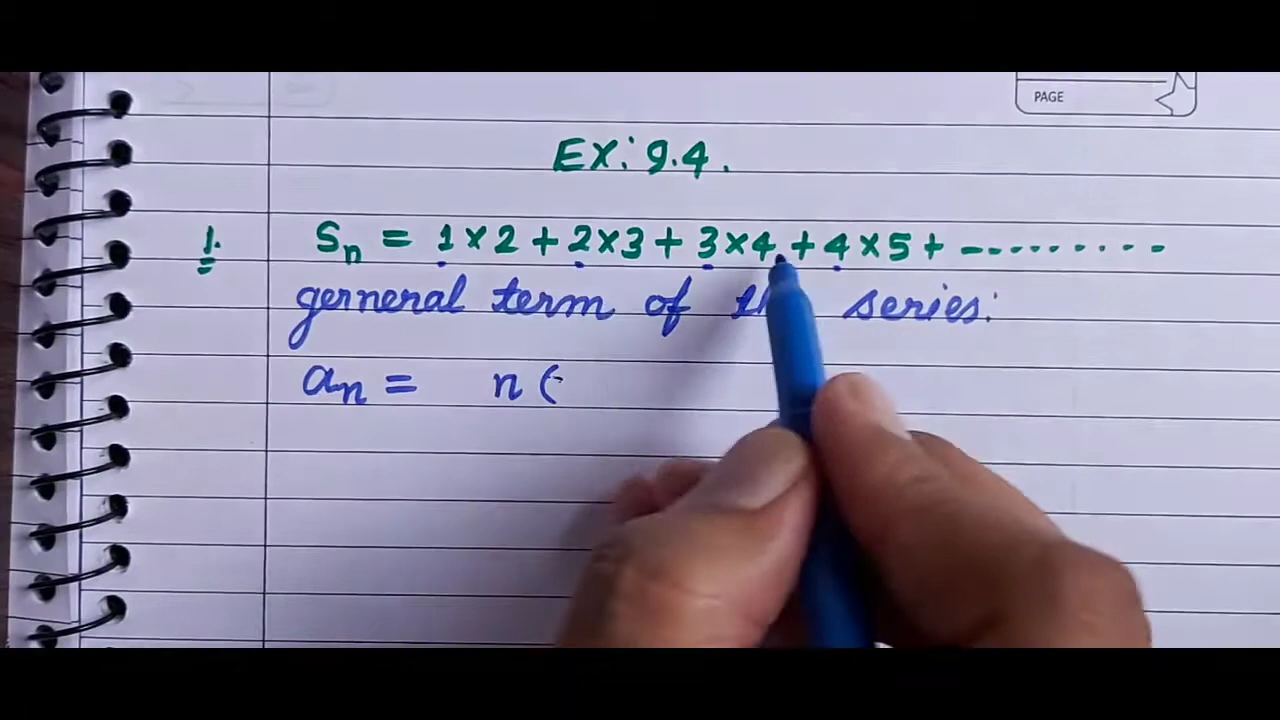 PAGE
EX: 9.4.
1. Sn = 1×2 + 2×3 + 3×4 + 4×5 + ---------
gerneral term of series:
an = n (